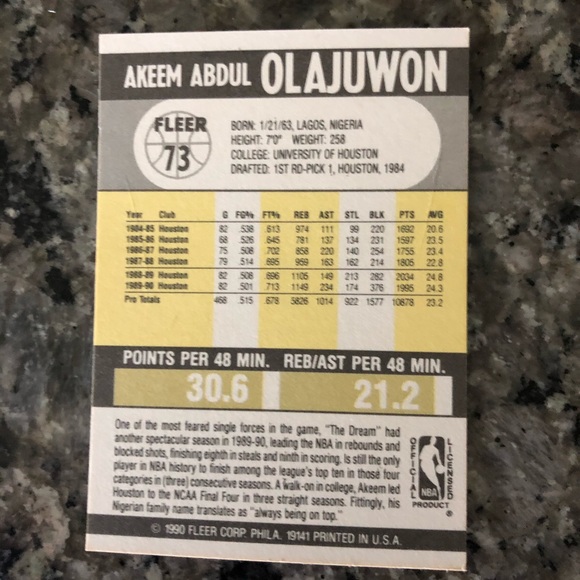 AKEEM ABDUL OLAJUWON
FLEER
73
BORN: 1/21/63, LAGOS, NIGERIA
HEIGHT: 7'0" WEIGHT: 258
COLLEGE: UNIVERSITY OF HOUSTON
DRAFTED: 1ST RD-PICK 1, HOUSTON, 1984
Year Club G FG% FT% REB AST STL BLK PTS AVG
1984-85 Houston 82 .538 .613 974 111 99 220 1692 20.6
1985-86 Houston 68 .526 .645 781 137 134 231 1597 23.5
1986-87 Houston 75 .508 .702 858 220 140 254 1755 23.4
1987-88 Houston 79 .514 .695 959 163 162 214 1805 22.8
1988-89 Houston 82 .508 .696 1105 149 213 282 2034 24.8
1989-90 Houston 82 .501 .713 1149 234 174 376 1995 24.3
Pro Totals 468 .515 .678 5826 1014 922 1577 10878 23.2
POINTS PER 48 MIN. REB/AST PER 48 MIN.
30.6 21.2
One of the most feared single forces in the game, "The Dream" had
another spectacular season in 1989-90, leading the NBA in rebounds and
blocked shots, finishing eighth in steals and ninth in scoring. Is still the only
player in NBA history to finish among the league's top ten in those four
categories in (three) consecutive seasons. A walk-on in college, Akeem led
Houston to the NCAA Final Four in three straight seasons. Fittingly, his
Nigerian family name translates as "always being on top."
OFFICIAL LICENSED
NBA
PRODUCT ®
© 1990 FLEER CORP. PHILA. 19141 PRINTED IN U.S.A.